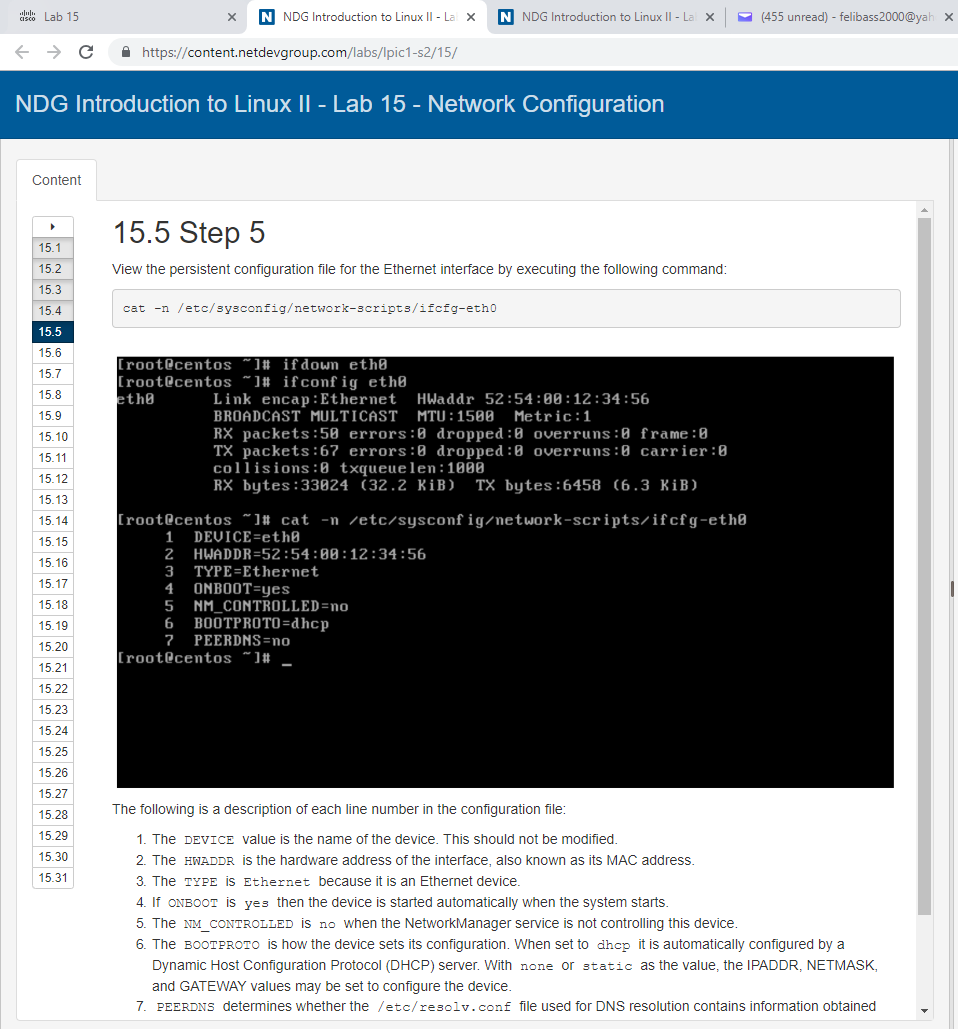 Lab 15
NDG Introduction to Linux II - La
NDG Introduction to Linux II - La
(455 unread) - felibass2000@yah
https://content.netdevgroup.com/labs/lpic1-s2/15/
NDG Introduction to Linux II - Lab 15 - Network Configuration
Content
15.1
15.2
15.3
15.4
15.5
15.6
15.7
15.8
15.9
15.10
15.11
15.12
15.13
15.14
15.15
15.16
15.17
15.18
15.19
15.20
15.21
15.22
15.23
15.24
15.25
15.26
15.27
15.28
15.29
15.30
15.31
15.5 Step 5
View the persistent configuration file for the Ethernet interface by executing the following command:
cat -n /etc/sysconfig/network-scripts/ifcfg-eth0
[root@centos ~]# ifdown eth0
[root@centos ~]# ifconfig eth0
eth0 Link encap:Ethernet HWaddr 52:54:00:12:34:56
BROADCAST MULTICAST MTU:1500 Metric:1
RX packets:50 errors:0 dropped:0 overruns:0 frame:0
TX packets:67 errors:0 dropped:0 overruns:0 carrier:0
collisions:0 txqueuelen:1000
RX bytes:33024 (32.2 KiB) TX bytes:6458 (6.3 KiB)
[root@centos ~]# cat -n /etc/sysconfig/network-scripts/ifcfg-eth0
1 DEVICE=eth0
2 HWADDR=52:54:00:12:34:56
3 TYPE=Ethernet
4 ONBOOT=yes
5 NM_CONTROLLED=no
6 BOOTPROTO=dhcp
7 PEERDNS=no
[root@centos ~]# _
The following is a description of each line number in the configuration file:
1. The DEVICE value is the name of the device. This should not be modified.
2. The HWADDR is the hardware address of the interface, also known as its MAC address.
3. The TYPE is Ethernet because it is an Ethernet device.
4. If ONBOOT is yes then the device is started automatically when the system starts.
5. The NM_CONTROLLED is no when the NetworkManager service is not controlling this device.
6. The BOOTPROTO is how the device sets its configuration. When set to dhcp it is automatically configured by a
Dynamic Host Configuration Protocol (DHCP) server. With none or static as the value, the IPADDR, NETMASK,
and GATEWAY values may be set to configure the device.
7. PEERDNS determines whether the /etc/resolv.conf file used for DNS resolution contains information obtained